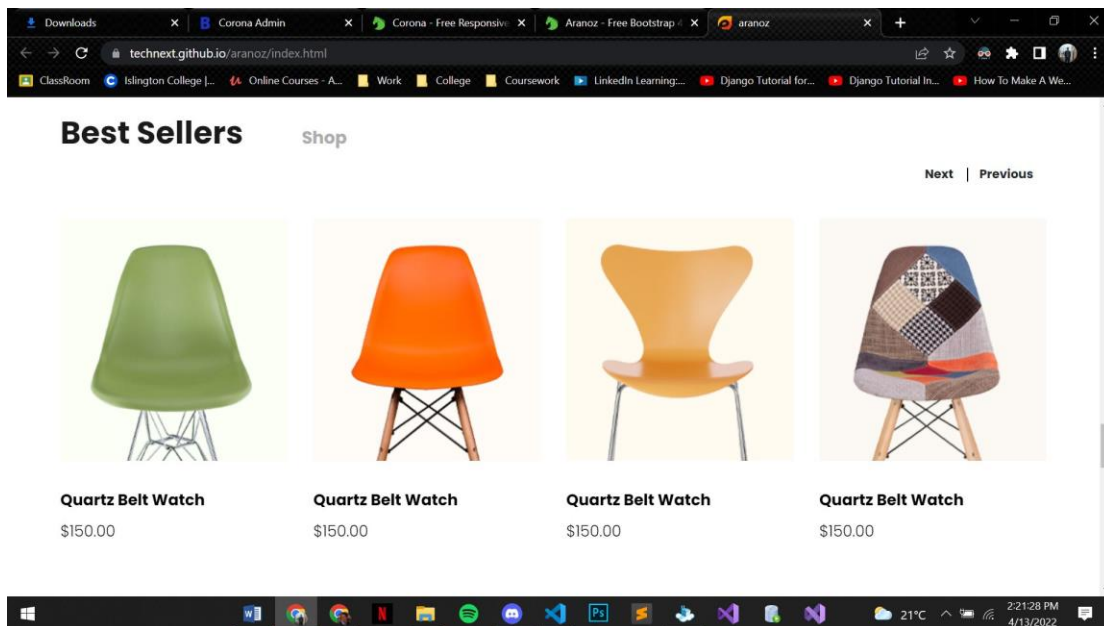 Downloads
Corona Admin
Corona - Free Responsive
Aranoz - Free Bootstrap 4
aranoz
technext.github.io/aranoz/index.html
ClassRoom
Islington College |...
Online Courses - A...
Work
College
Coursework
LinkedIn Learning:...
Django Tutorial for...
Django Tutorial In...
How To Make A We...
Best Sellers
Shop
Next | Previous
Quartz Belt Watch
Quartz Belt Watch
Quartz Belt Watch
Quartz Belt Watch
$150.00
$150.00
$150.00
$150.00
21°C
2:21:28 PM
4/13/2022